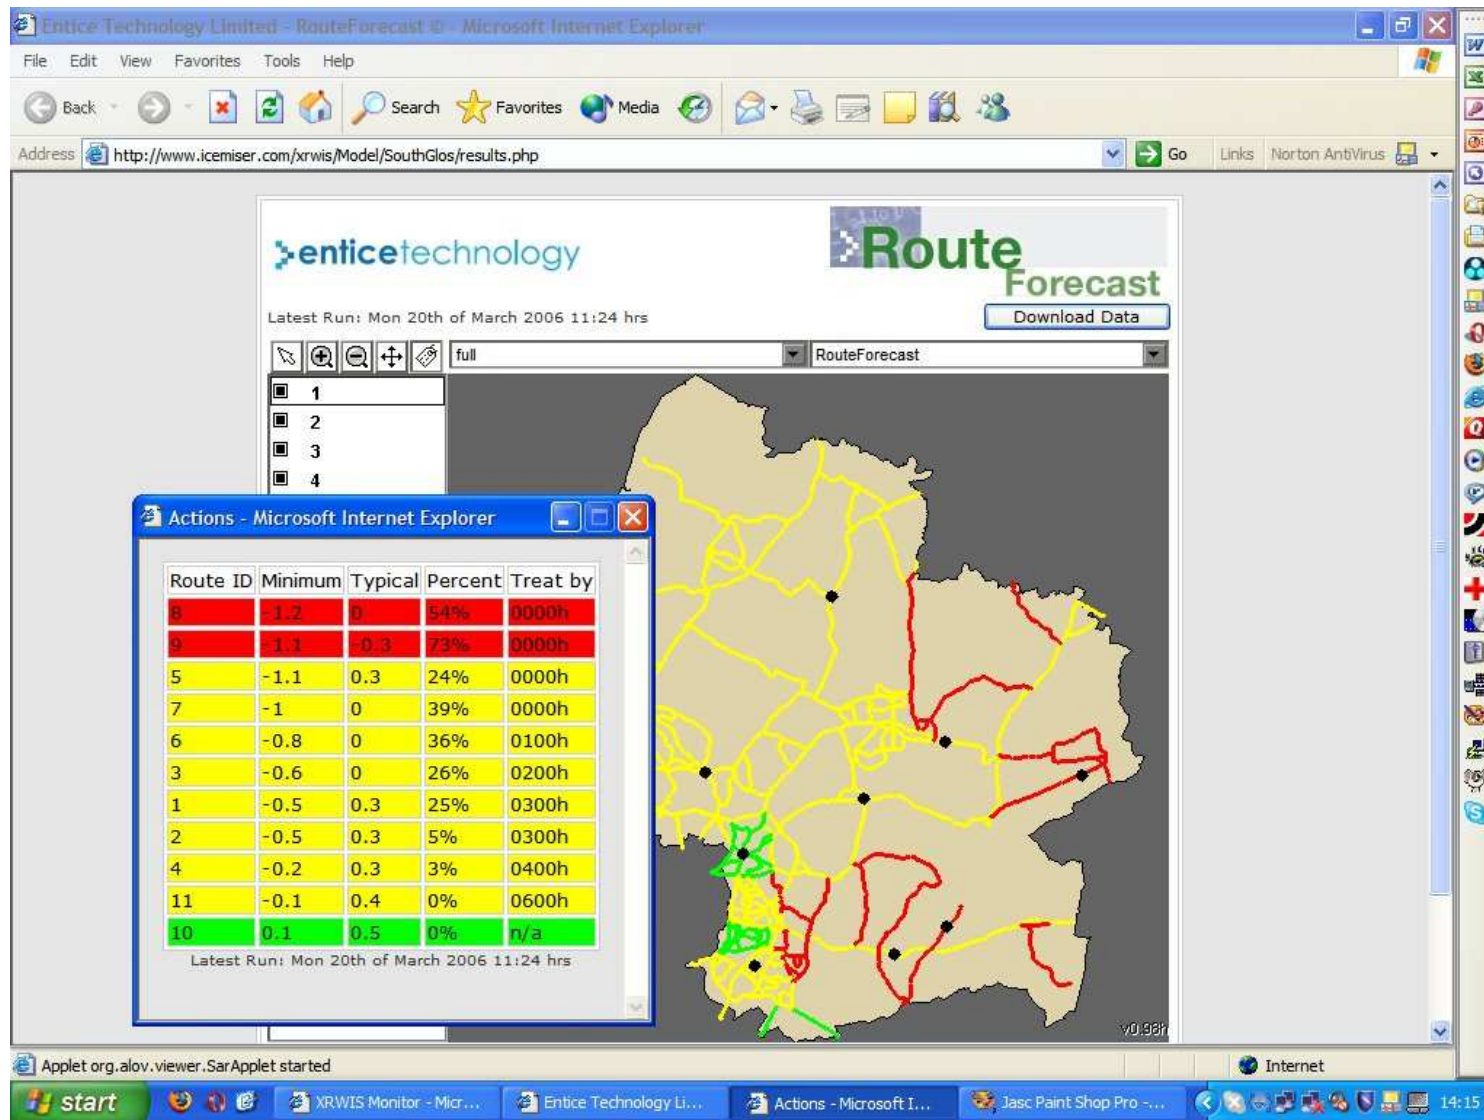 Entice Technology Limited - RouteForecast © - Microsoft Internet Explorer
File Edit View Favorites Tools Help
Back Search Favorites Media
Address http://www.icemiser.com/xrwis/Model/SouthGlos/results.php Go Links Norton AntiVirus
enticetechnology
Route
Forecast
Latest Run: Mon 20th of March 2006 11:24 hrs
Download Data
full RouteForecast
1
2
3
4
Actions - Microsoft Internet Explorer
Route ID Minimum Typical Percent Treat by
8 -1.2 0 54% 0000h
9 -1.1 -0.3 73% 0000h
5 -1.1 0.3 24% 0000h
7 -1 0 39% 0000h
6 -0.8 0 36% 0100h
3 -0.6 0 26% 0200h
1 -0.5 0.3 25% 0300h
2 -0.5 0.3 5% 0300h
4 -0.2 0.3 3% 0400h
11 -0.1 0.4 0% 0600h
10 0.1 0.5 0% n/a
Latest Run: Mon 20th of March 2006 11:24 hrs
v0.98h
Applet org.alov.viewer.SarApplet started Internet
start XRWIS Monitor - Micr... Entice Technology Li... Actions - Microsoft I... Jasc Paint Shop Pro -... 14:15